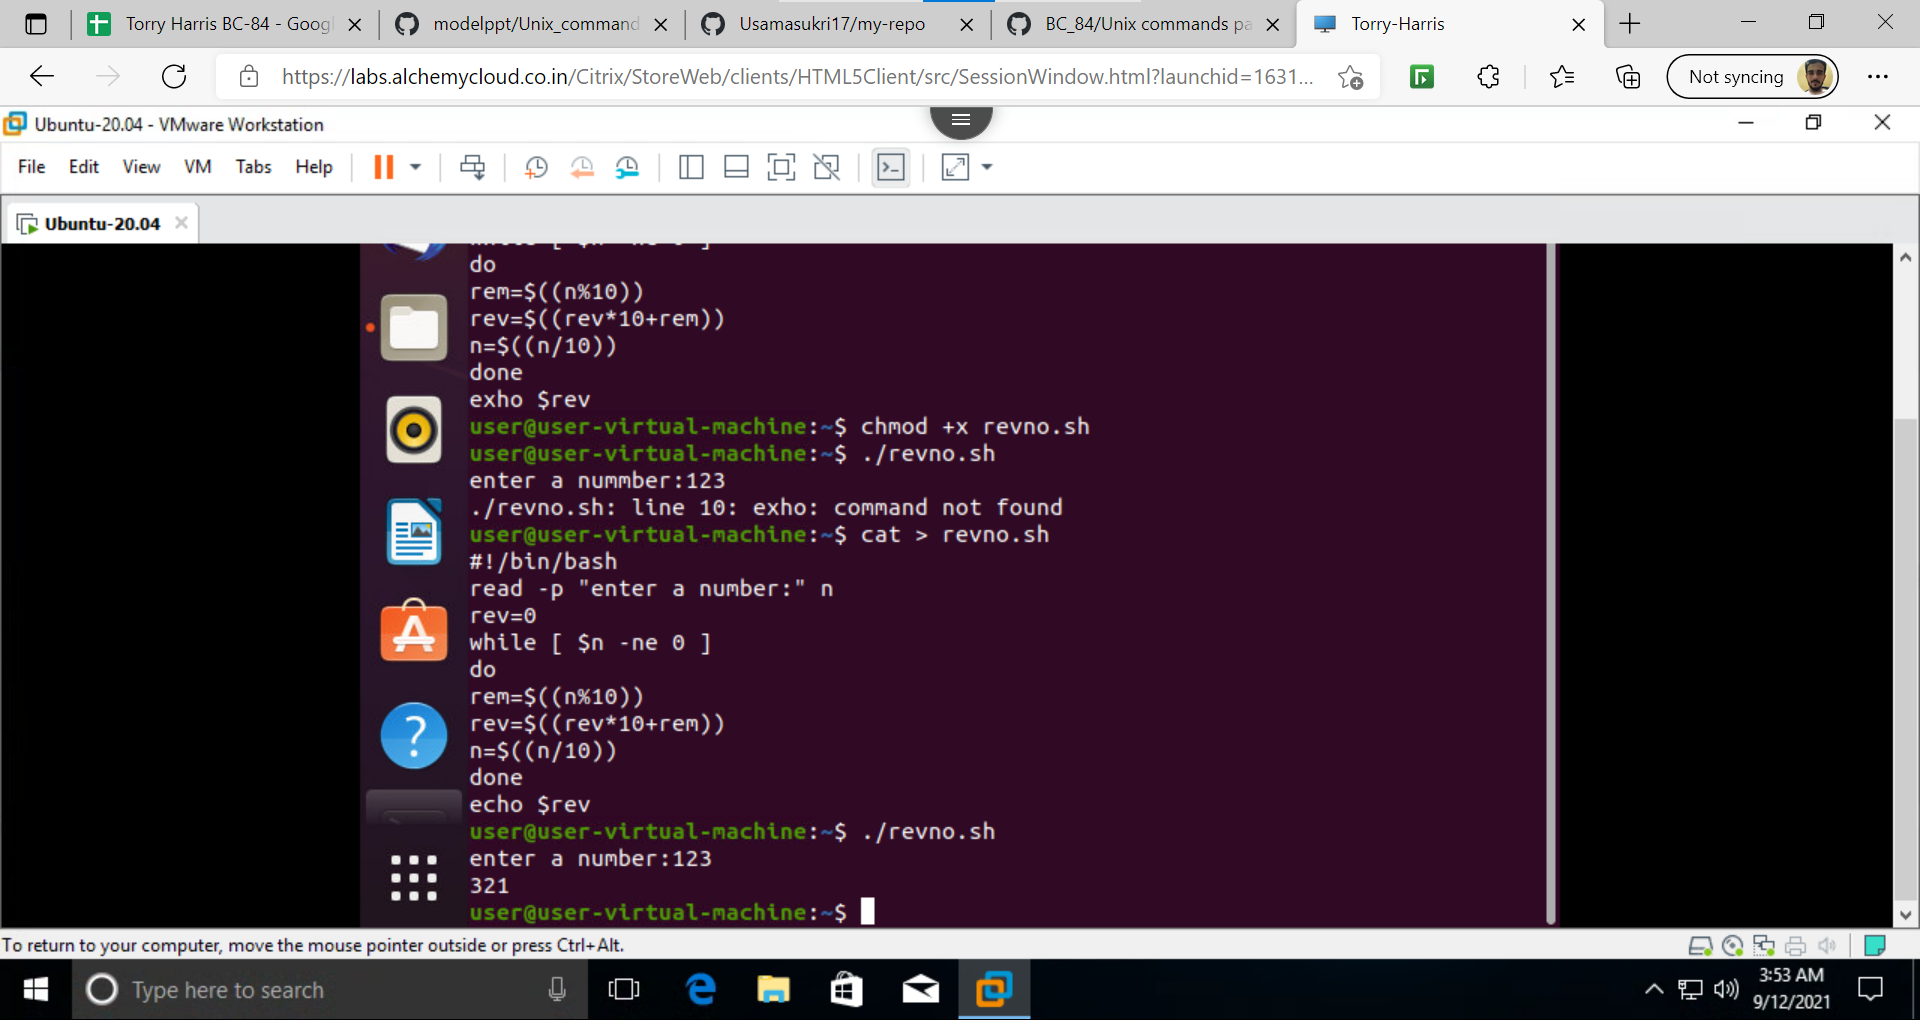 Torry Harris BC-84 - Goog
modelppt/Unix_command
Usamasukri17/my-repo
BC_84/Unix commands pa
Torry-Harris
https://labs.alchemycloud.co.in/Citrix/StoreWeb/clients/HTML5Client/src/SessionWindow.html?launchid=1631...
Not syncing
Ubuntu-20.04 - VMware Workstation
File Edit View VM Tabs Help
Ubuntu-20.04
while [ $n -ne 0 ]
do
rem=$((n%10))
rev=$((rev*10+rem))
n=$((n/10))
done
exho $rev
user@user-virtual-machine:~$ chmod +x revno.sh
user@user-virtual-machine:~$ ./revno.sh
enter a nummber:123
./revno.sh: line 10: exho: command not found
user@user-virtual-machine:~$ cat > revno.sh
#!/bin/bash
read -p "enter a number:" n
rev=0
while [ $n -ne 0 ]
do
rem=$((n%10))
rev=$((rev*10+rem))
n=$((n/10))
done
echo $rev
user@user-virtual-machine:~$ ./revno.sh
enter a number:123
321
user@user-virtual-machine:~$
To return to your computer, move the mouse pointer outside or press Ctrl+Alt.
Type here to search
3:53 AM
9/12/2021